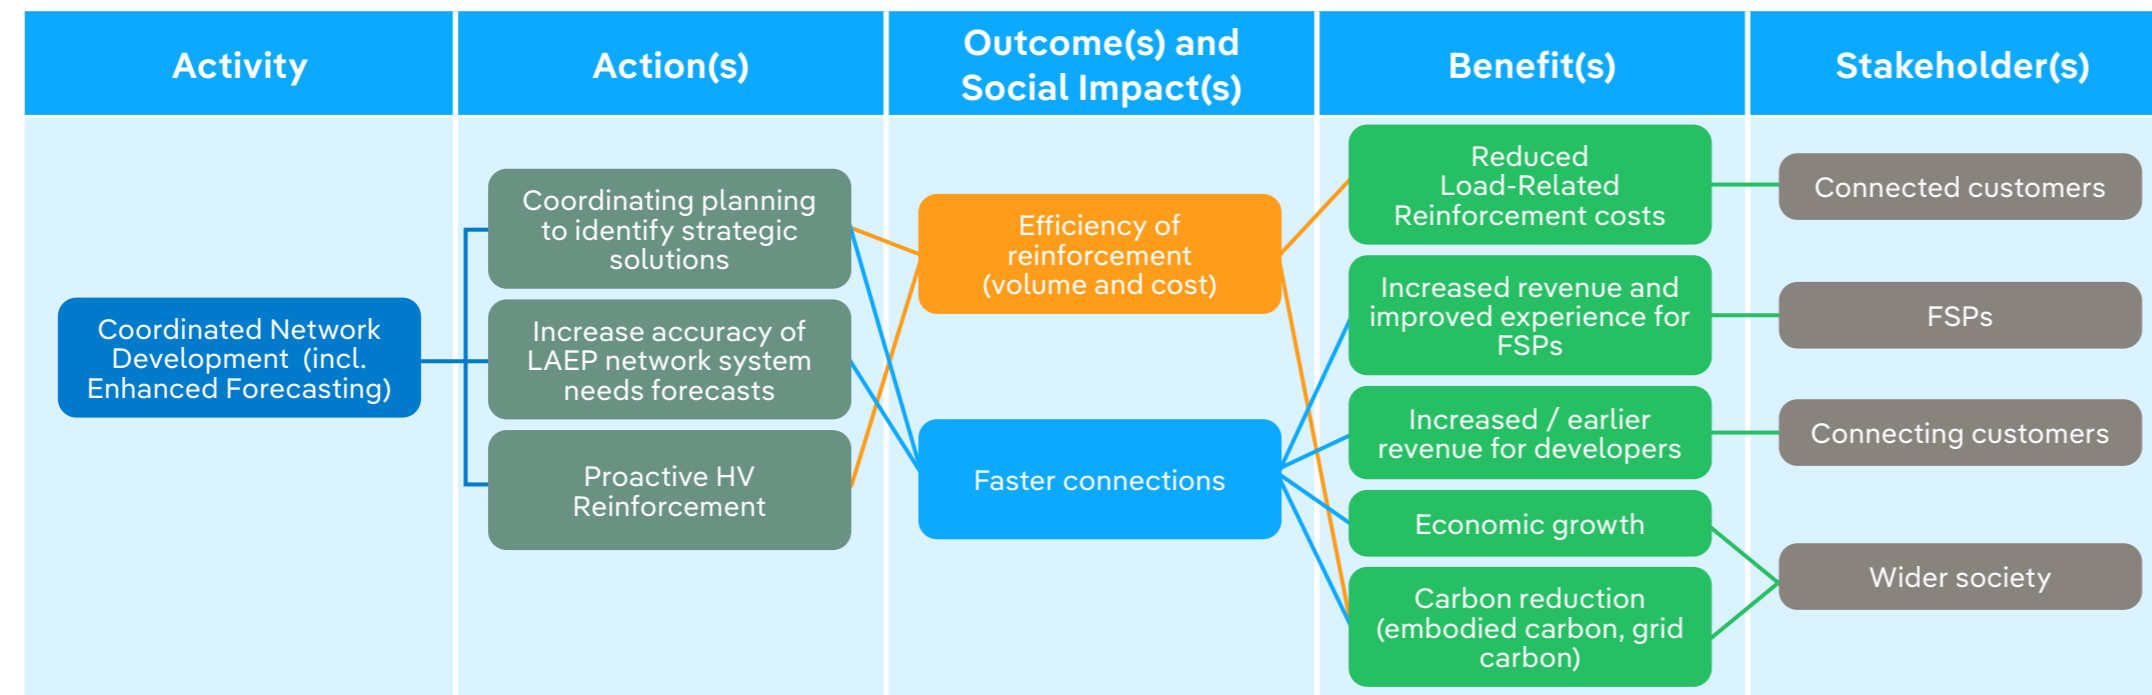 Activity
Action(s)
Outcome(s) and
Social Impact(s)
Benefit(s)
Stakeholder(s)
Coordinated Network
Development (incl.
Enhanced Forecasting)
Coordinating planning
to identify strategic
solutions
Increase accuracy of
LAEP network system
needs forecasts
Proactive HV
Reinforcement
Efficiency of
reinforcement
(volume and cost)
Faster connections
Reduced
Load-Related
Reinforcement costs
Increased revenue and
improved experience for
FSPs
Increased / earlier
revenue for developers
Economic growth
Carbon reduction
(embodied carbon, grid
carbon)
Connected customers
FSPs
Connecting customers
Wider society